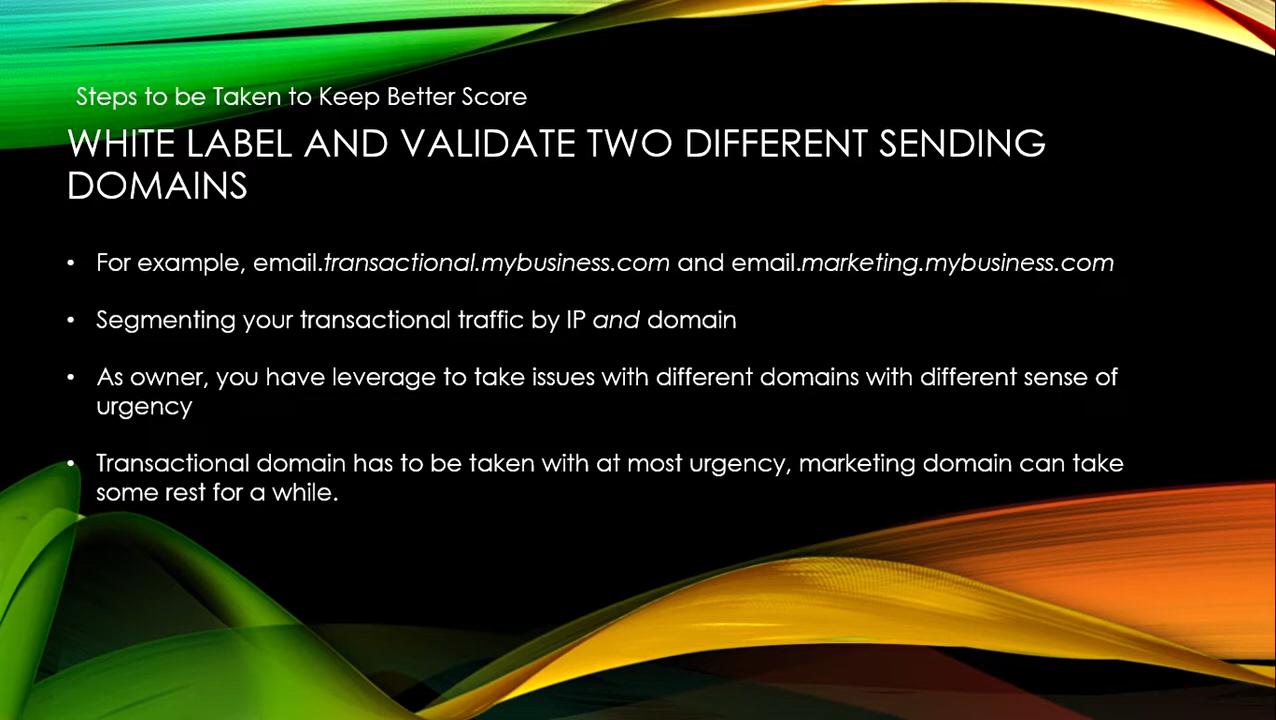 Steps to be Taken to Keep Better Score
WHITE LABEL AND VALIDATE TWO DIFFERENT SENDING
DOMAINS
• For example, email.transactional.mybusiness.com and email.marketing.mybusiness.com
• Segmenting your transactional traffic by IP and domain
• As owner, you have leverage to take issues with different domains with different sense of
urgency
• Transactional domain has to be taken with at most urgency, marketing domain can take
some rest for a while.